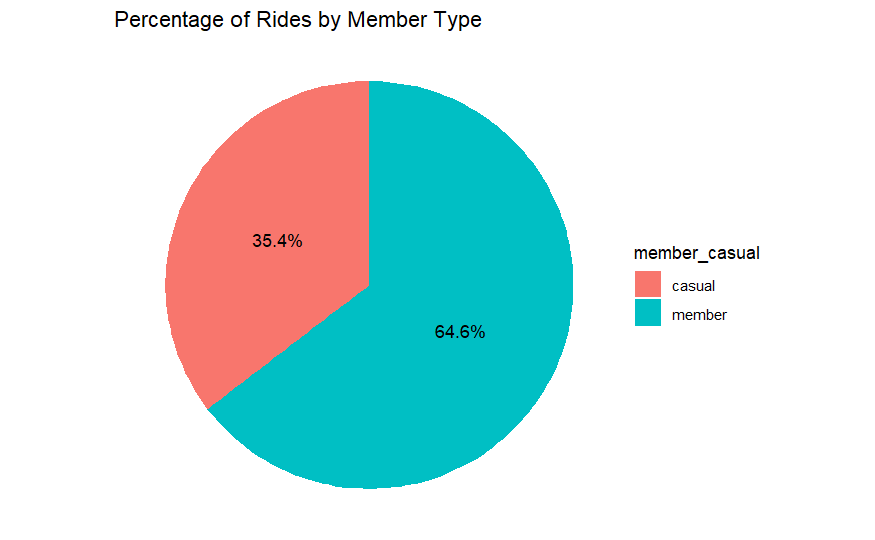 Percentage of Rides by Member Type
35.4%
64.6%
member_casual
casual
member